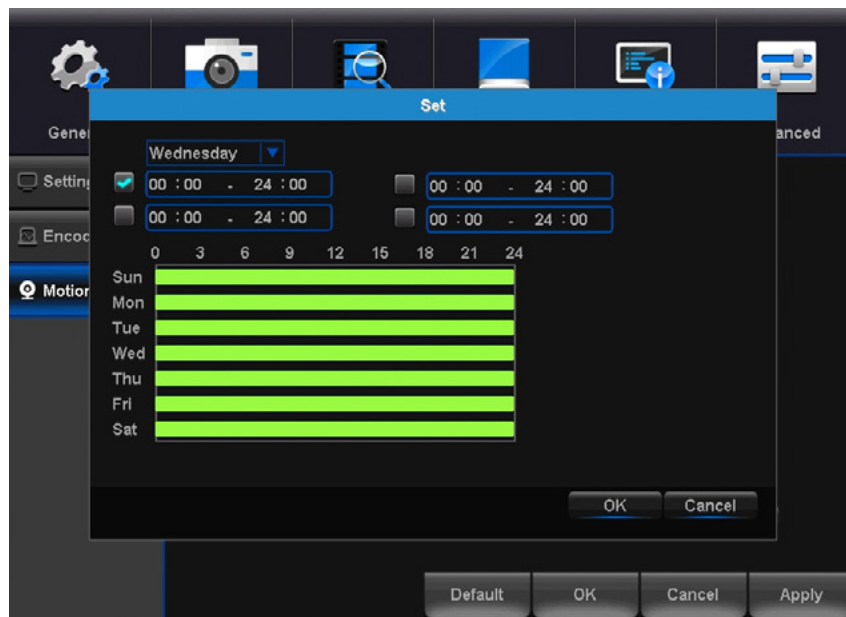 Set
Gene
anced
Wednesday
Setting
00 : 00 - 24 : 00
00 : 00 - 24 : 00
00 : 00 - 24 : 00
00 : 00 - 24 : 00
Encod
0 3 6 9 12 15 18 21 24
Motion
Sun
Mon
Tue
Wed
Thu
Fri
Sat
OK Cancel
Default OK Cancel Apply